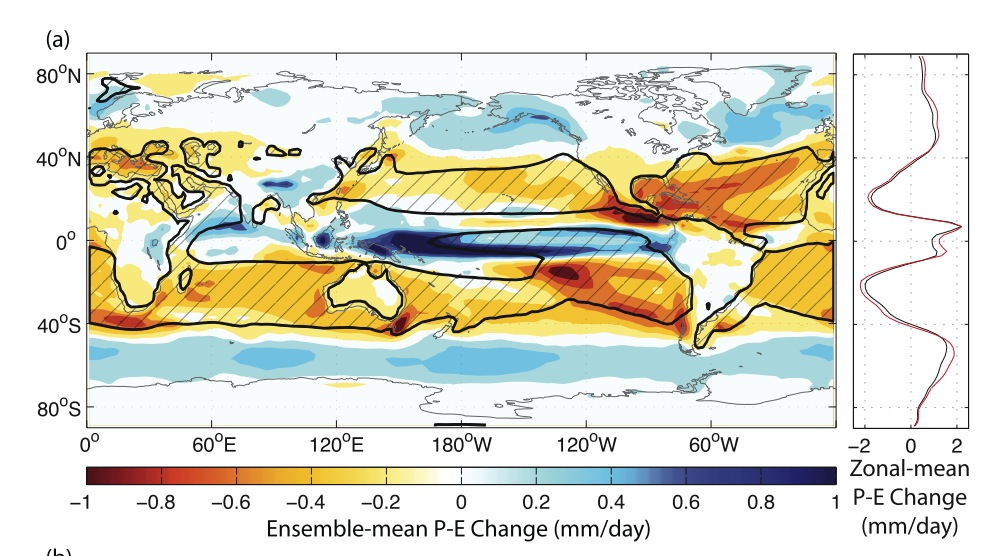 (a)
80°N
40°N
0°
40°S
80°S
0° 60°E 120°E 180°W 120°W 60°W
−1 −0.8 −0.6 −0.4 −0.2 0 0.2 0.4 0.6 0.8 1
Ensemble-mean P-E Change (mm/day)
−2 0 2
Zonal-mean
P-E Change
(mm/day)
(b)